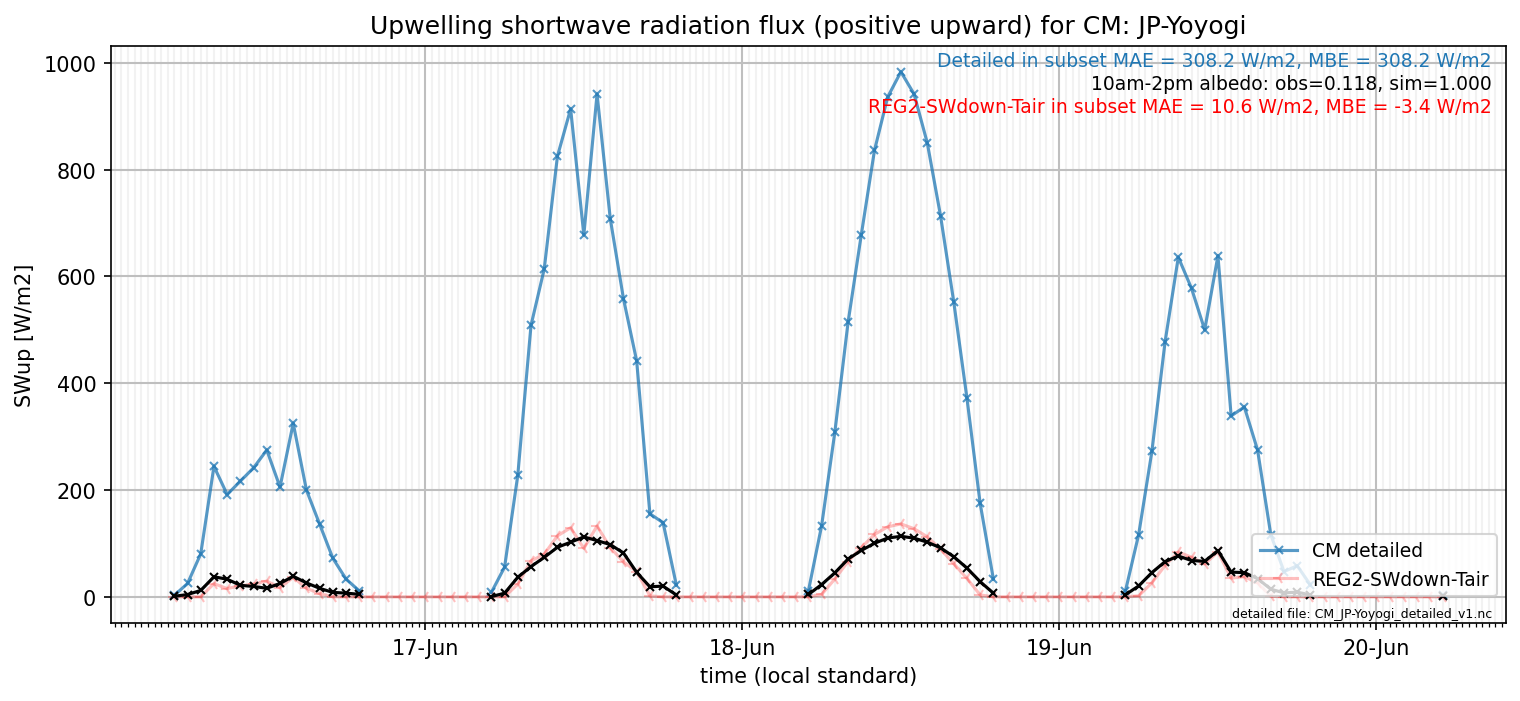 Upwelling shortwave radiation flux (positive upward) for CM: JP-Yoyogi
Detailed in subset MAE = 308.2 W/m2, MBE = 308.2 W/m2
10am-2pm albedo: obs=0.118, sim=1.000
REG2-SWdown-Tair in subset MAE = 10.6 W/m2, MBE = -3.4 W/m2
SWup [W/m2]
1000
800
600
400
200
0
CM detailed
REG2-SWdown-Tair
detailed file: CM_JP-Yoyogi_detailed_v1.nc
17-Jun
18-Jun
19-Jun
20-Jun
time (local standard)